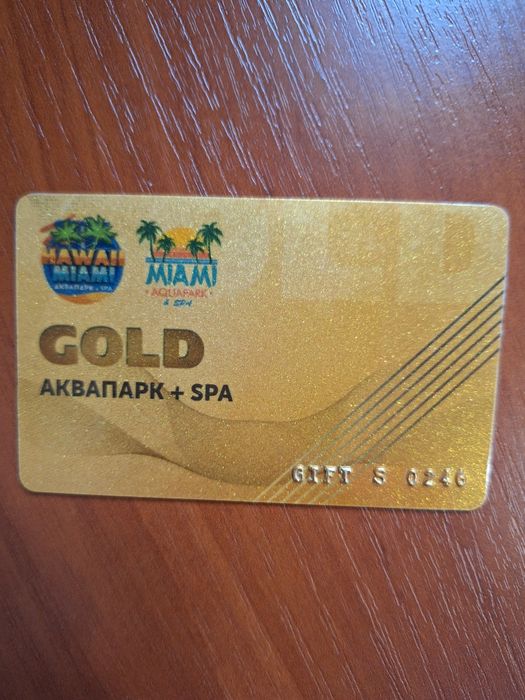 HAWAII
MIAMI
АКВАПАРК + SPA
MIAMI
AQUAPARK
& SPA
GOLD
АКВАПАРК + SPA
GIFT S 0246